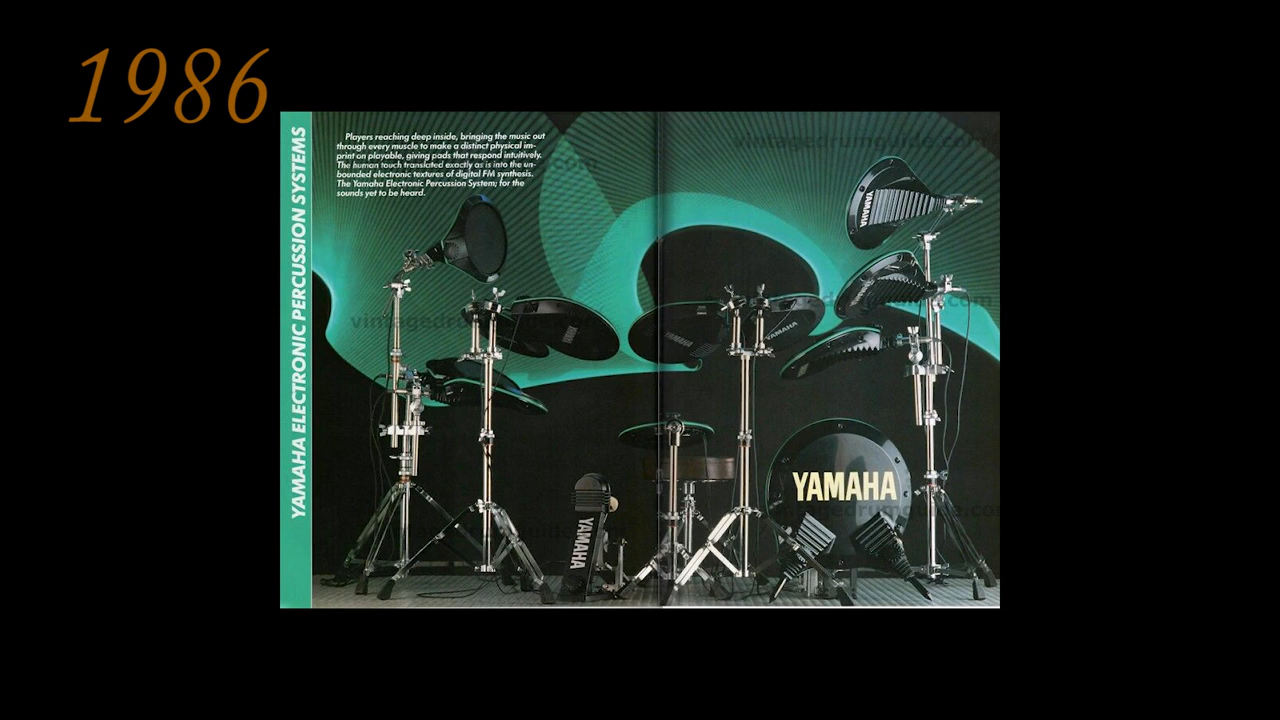 1986
YAMAHA ELECTRONIC PERCUSSION SYSTEMS
Players reaching deep inside, bringing the music out
through every muscle to make a distinct physical im-
print on playable, giving pads that respond intuitively.
The human touch translated exactly as is into the un-
bounded electronic textures of digital FM synthesis.
The Yamaha Electronic Percussion System; for the
sounds yet to be heard.
YAMAHA
YAMAHA
YAMAHA
YAMAHA